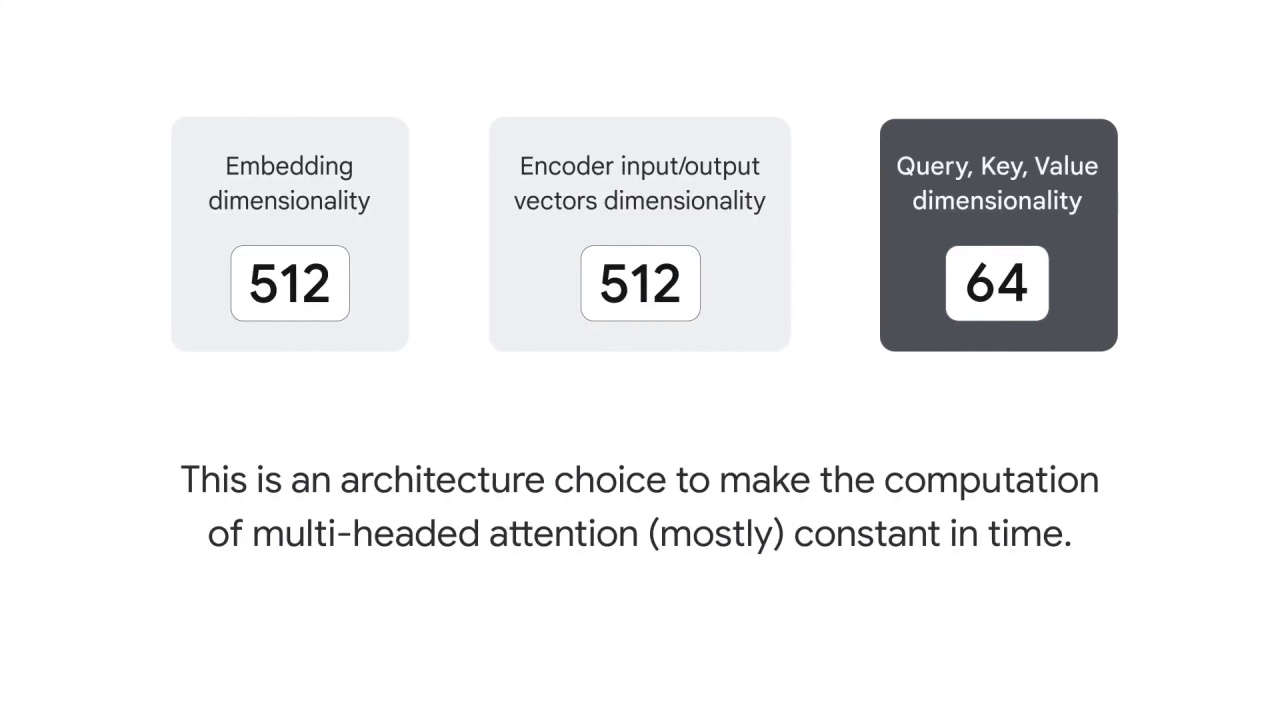 Embedding
dimensionality
512
Encoder input/output
vectors dimensionality
512
Query, Key, Value
dimensionality
64
This is an architecture choice to make the computation
of multi-headed attention (mostly) constant in time.